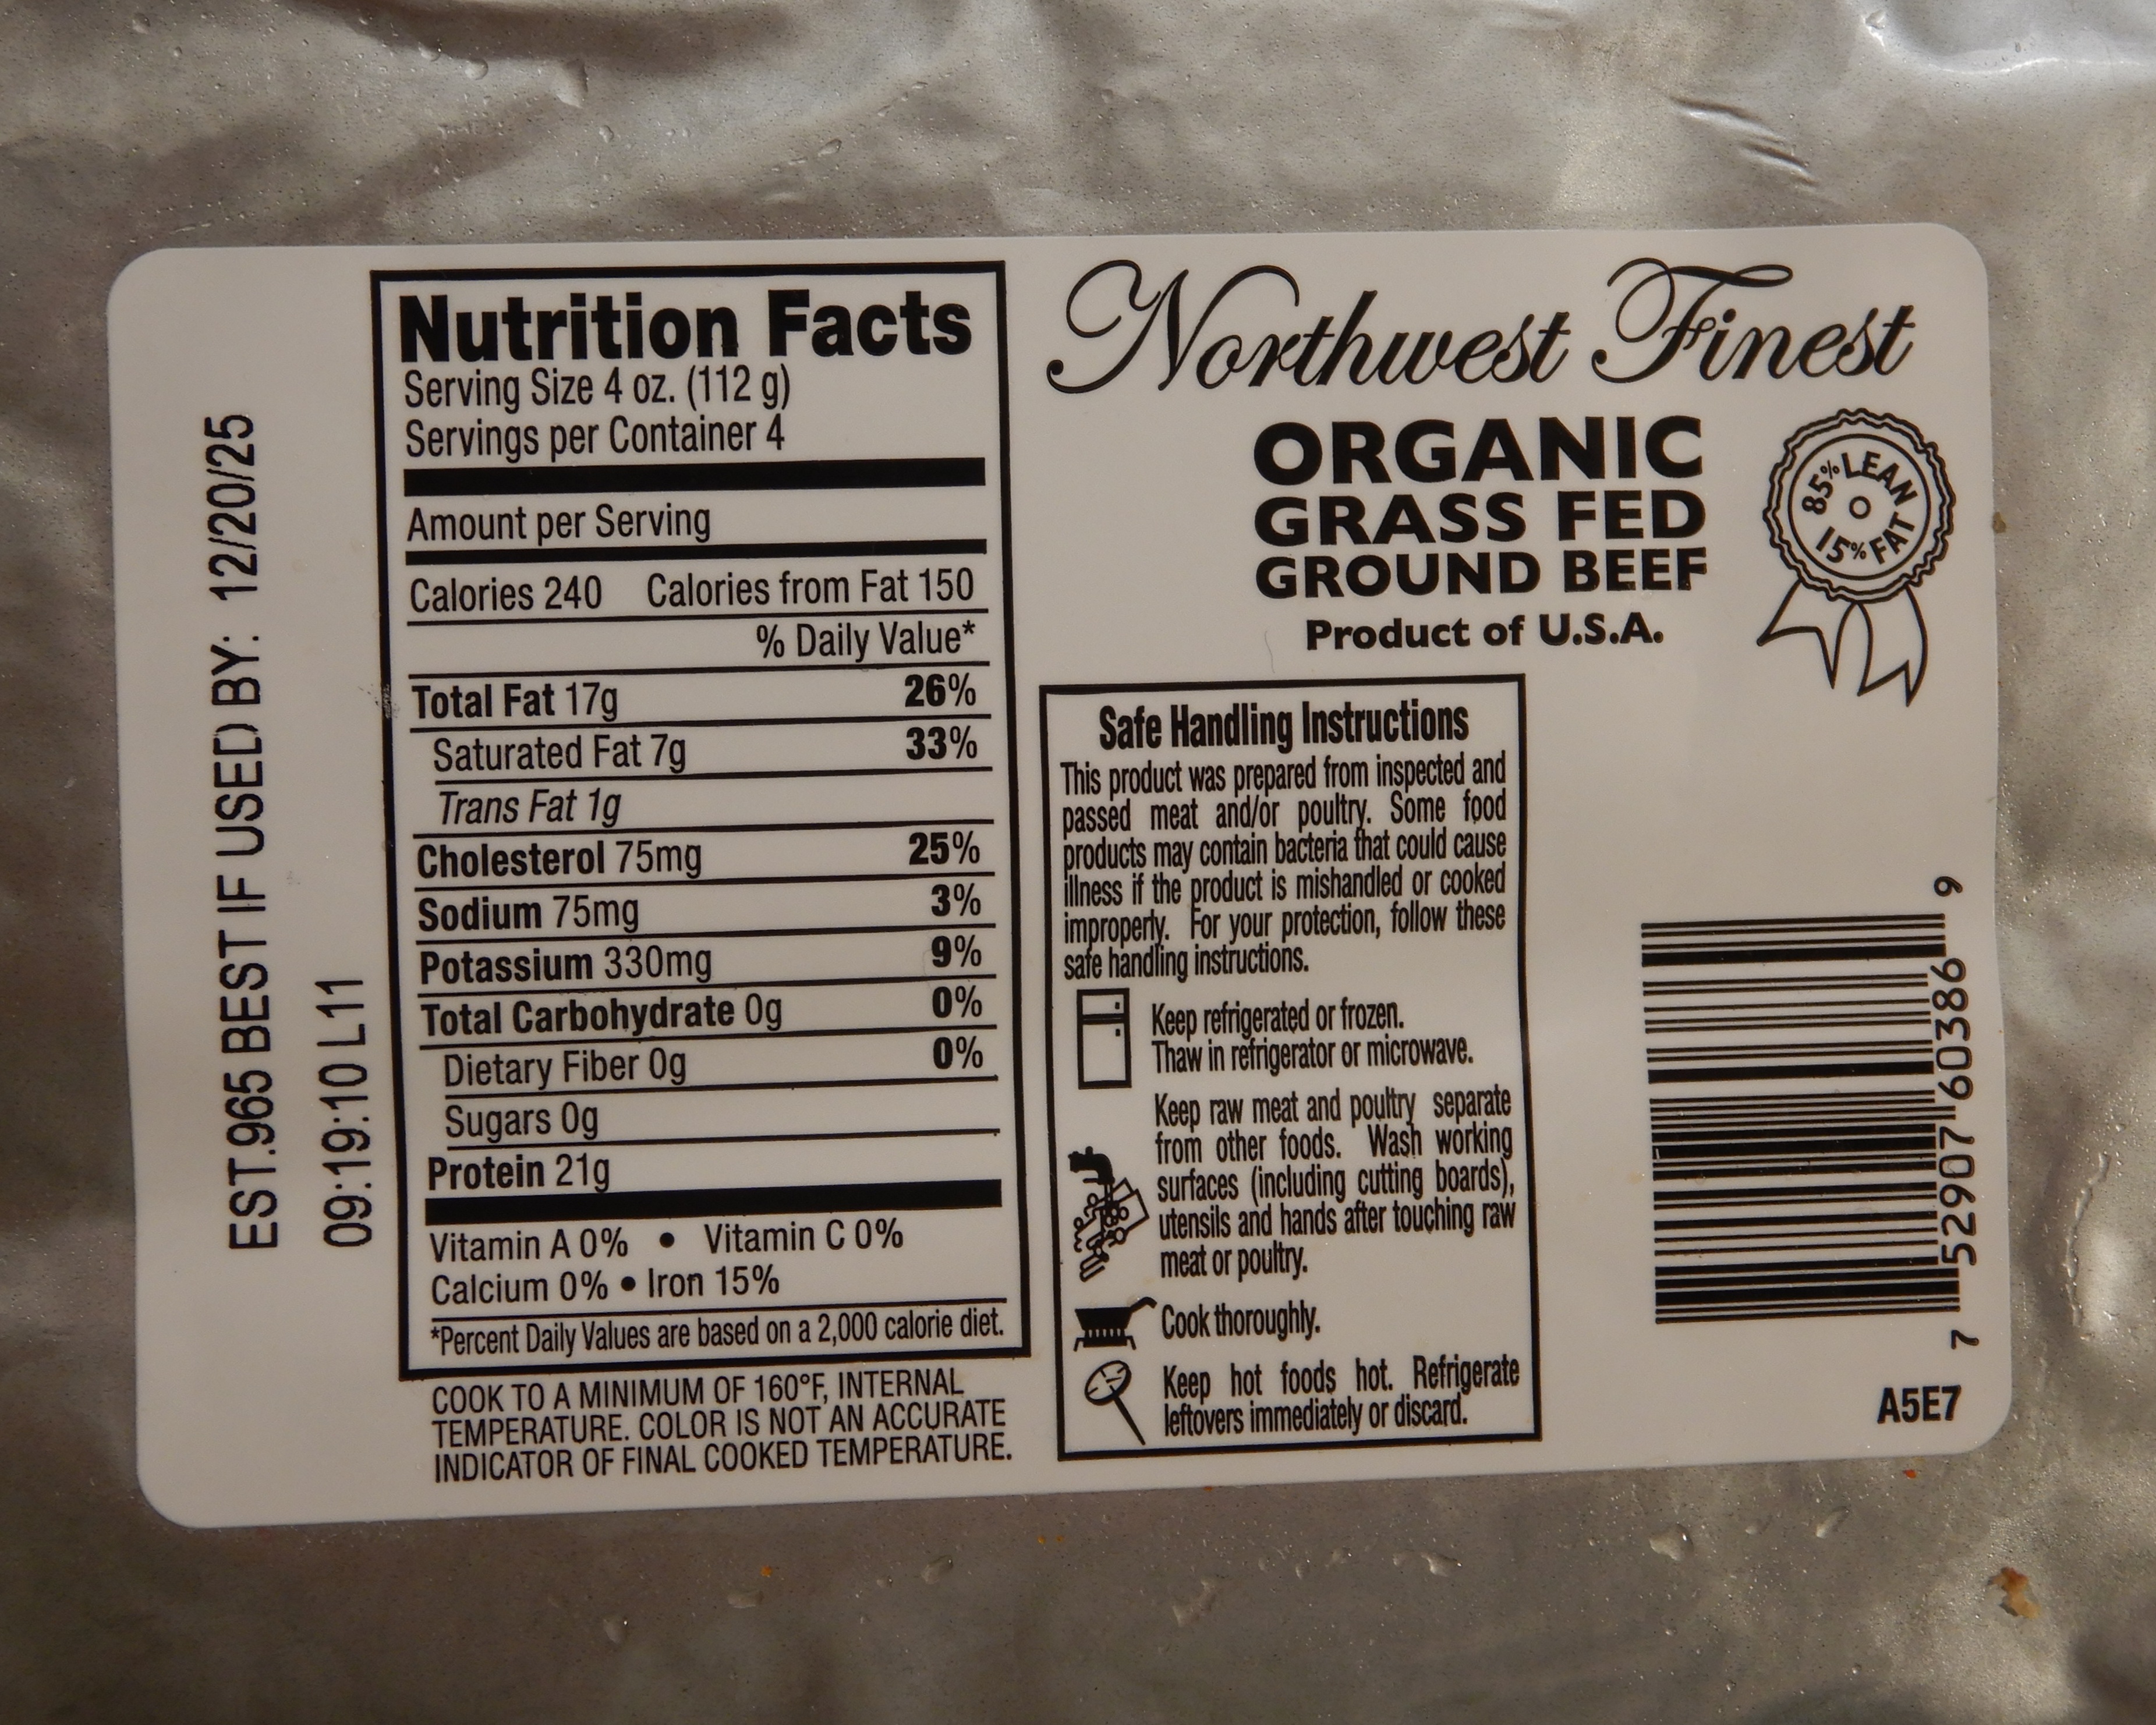 EST.965 BEST IF USED BY: 12/20/25
09:19:10 L11
Nutrition Facts
Serving Size 4 oz. (112 g)
Servings per Container 4
Amount per Serving
Calories 240 Calories from Fat 150
% Daily Value*
Total Fat 17g 26%
Saturated Fat 7g 33%
Trans Fat 1g
Cholesterol 75mg 25%
Sodium 75mg 3%
Potassium 330mg 9%
Total Carbohydrate 0g 0%
Dietary Fiber 0g 0%
Sugars 0g
Protein 21g
Vitamin A 0% • Vitamin C 0%
Calcium 0% • Iron 15%
*Percent Daily Values are based on a 2,000 calorie diet.
COOK TO A MINIMUM OF 160°F, INTERNAL
TEMPERATURE. COLOR IS NOT AN ACCURATE
INDICATOR OF FINAL COOKED TEMPERATURE.
Northwest Finest
ORGANIC
GRASS FED
GROUND BEEF
Product of U.S.A.
85% LEAN
15% FAT
Safe Handling Instructions
This product was prepared from inspected and
passed meat and/or poultry. Some food
products may contain bacteria that could cause
illness if the product is mishandled or cooked
improperly. For your protection, follow these
safe handling instructions.
Keep refrigerated or frozen.
Thaw in refrigerator or microwave.
Keep raw meat and poultry separate
from other foods. Wash working
surfaces (including cutting boards),
utensils and hands after touching raw
meat or poultry.
Cook thoroughly.
Keep hot foods hot. Refrigerate
leftovers immediately or discard.
7 52907 60386 9
A5E7